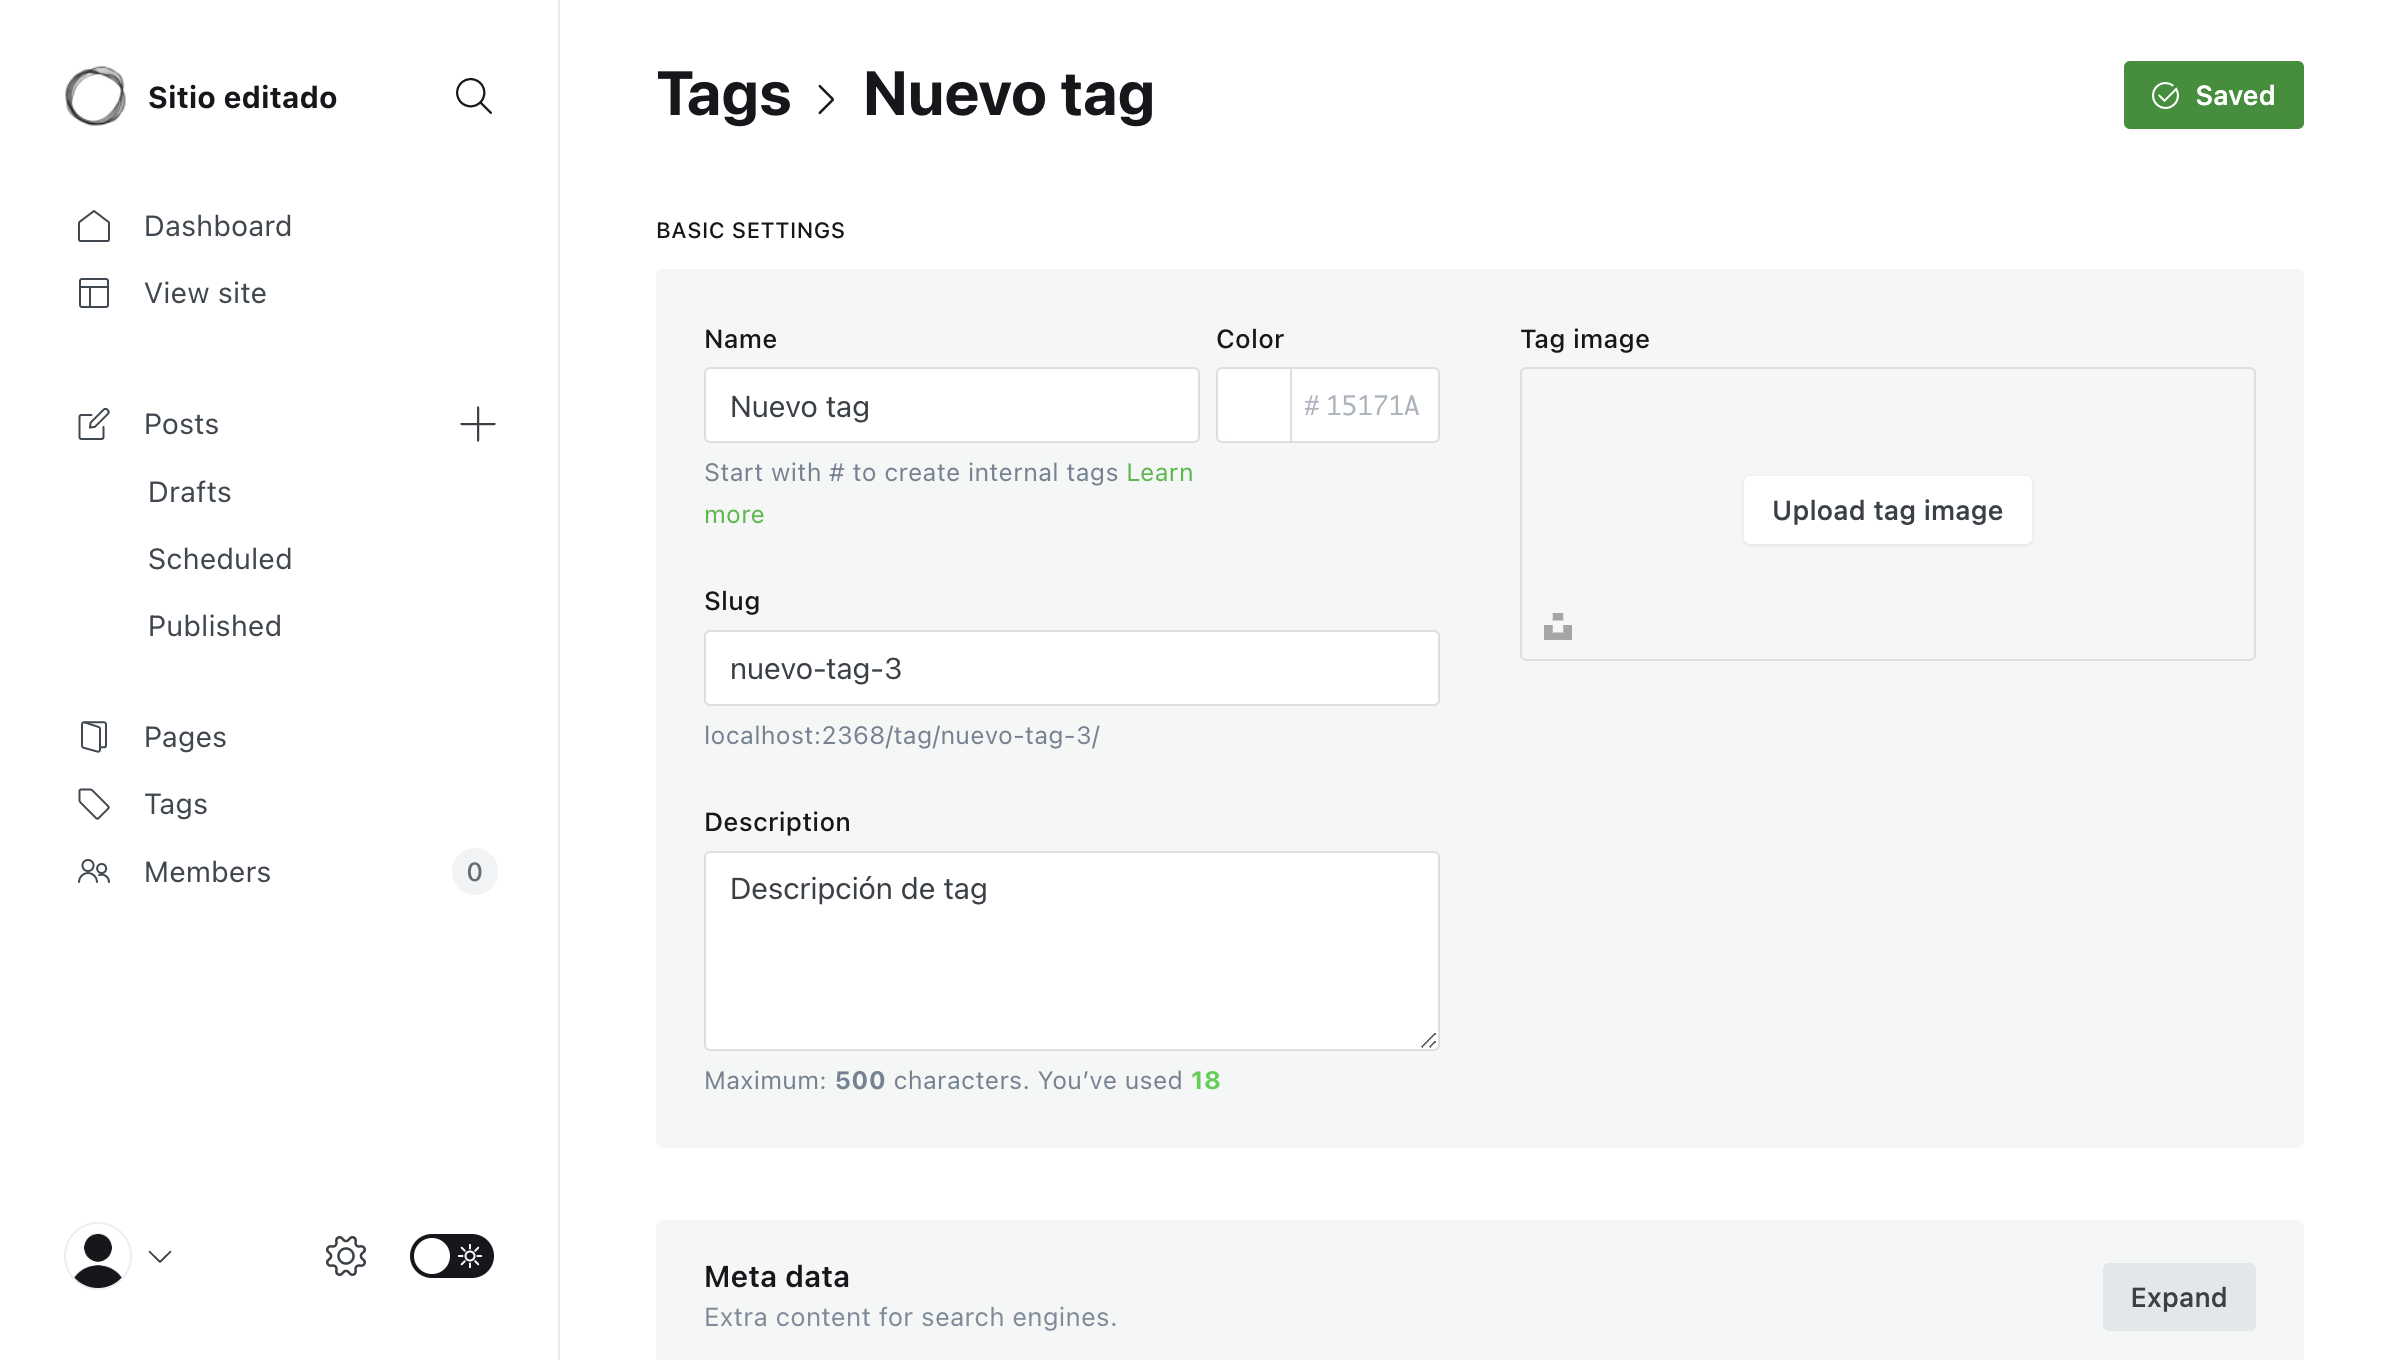 Sitio editado
Dashboard
View site
Posts
Drafts
Scheduled
Published
Pages
Tags
Members
0
Tags > Nuevo tag
Saved
BASIC SETTINGS
Name
Nuevo tag
Start with # to create internal tags Learn
more
Color
# 15171A
Slug
nuevo-tag-3
localhost:2368/tag/nuevo-tag-3/
Description
Descripción de tag
Maximum: 500 characters. You’ve used 18
Tag image
Upload tag image
Meta data
Extra content for search engines.
Expand